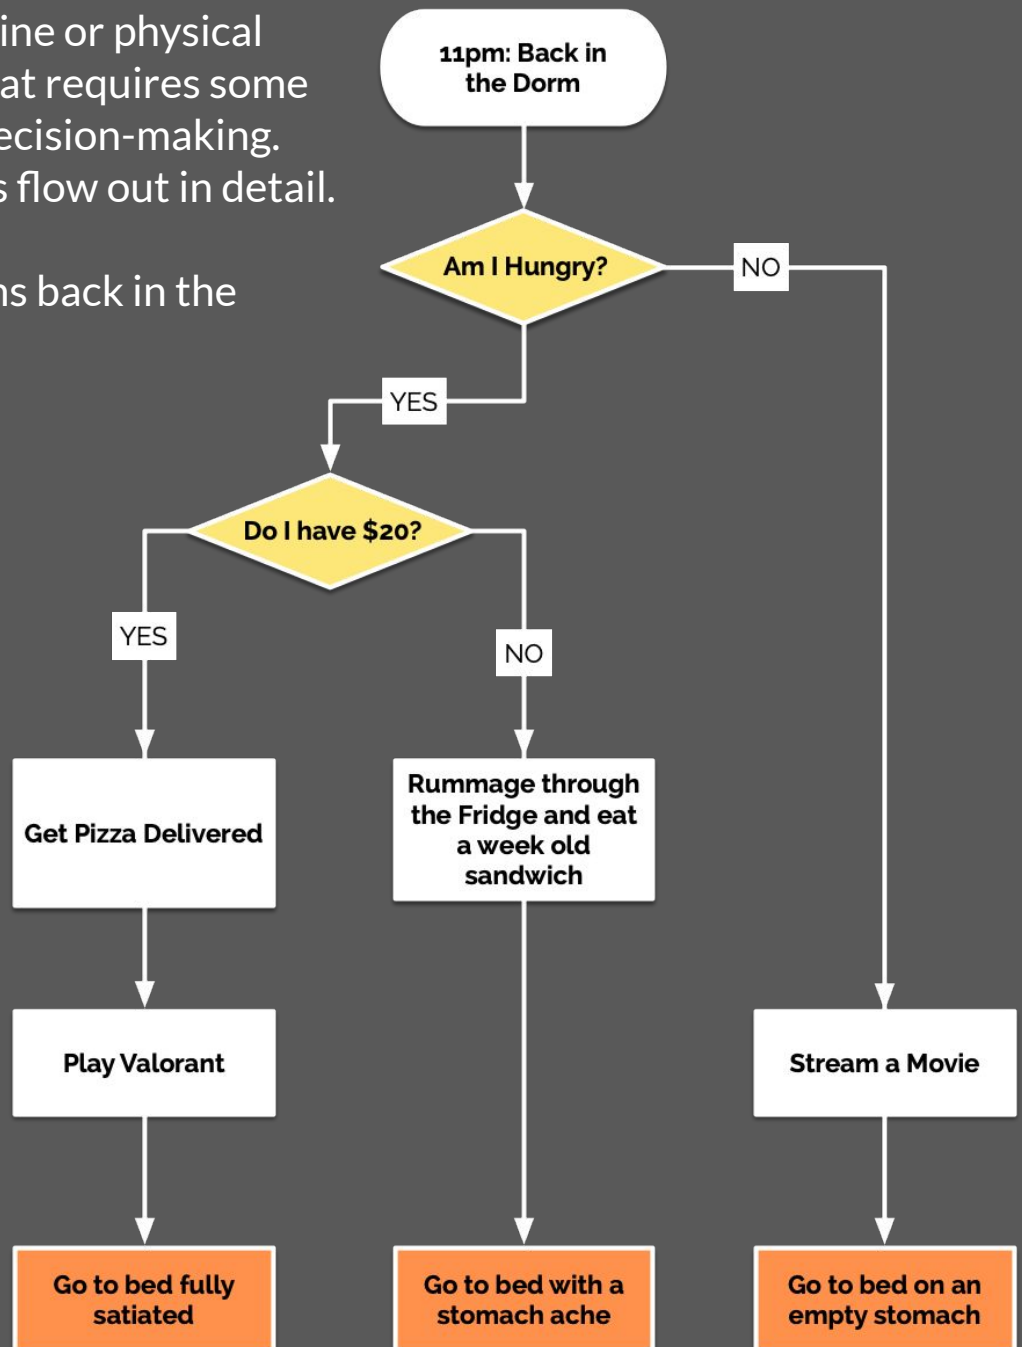 ine or physical
at requires some
ecision-making.
s flow out in detail.
ns back in the
11pm: Back in
the Dorm
Am I Hungry?
NO
YES
Do I have $20?
YES
NO
Get Pizza Delivered
Rummage through
the Fridge and eat
a week old
sandwich
Play Valorant
Stream a Movie
Go to bed fully
satiated
Go to bed with a
stomach ache
Go to bed on an
empty stomach